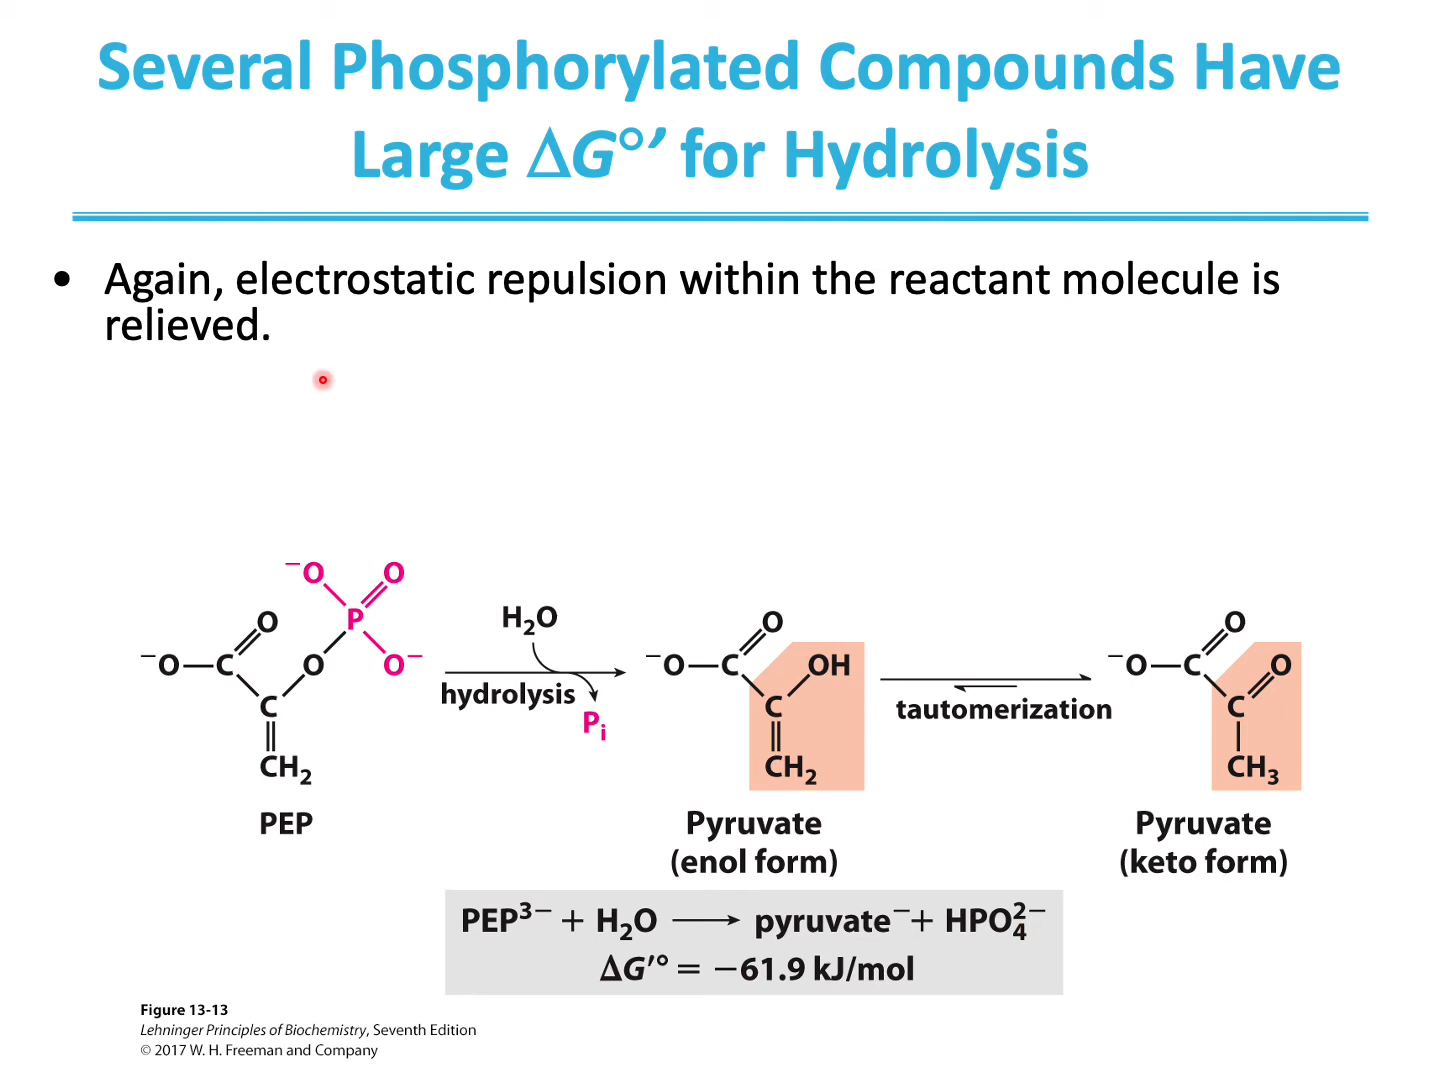 Several Phosphorylated Compounds Have
Large ΔG°′ for Hydrolysis
• Again, electrostatic repulsion within the reactant molecule is
relieved.
⁻O O
P
O O⁻
⁻O—C O
C
CH₂
PEP
H₂O
hydrolysis
Pᵢ
O
⁻O—C OH
C
CH₂
Pyruvate
(enol form)
tautomerization
O
⁻O—C O
C
CH₃
Pyruvate
(keto form)
PEP³⁻ + H₂O ⟶ pyruvate⁻ + HPO₄²⁻
ΔG′° = −61.9 kJ/mol
Figure 13-13
Lehninger Principles of Biochemistry, Seventh Edition
© 2017 W. H. Freeman and Company